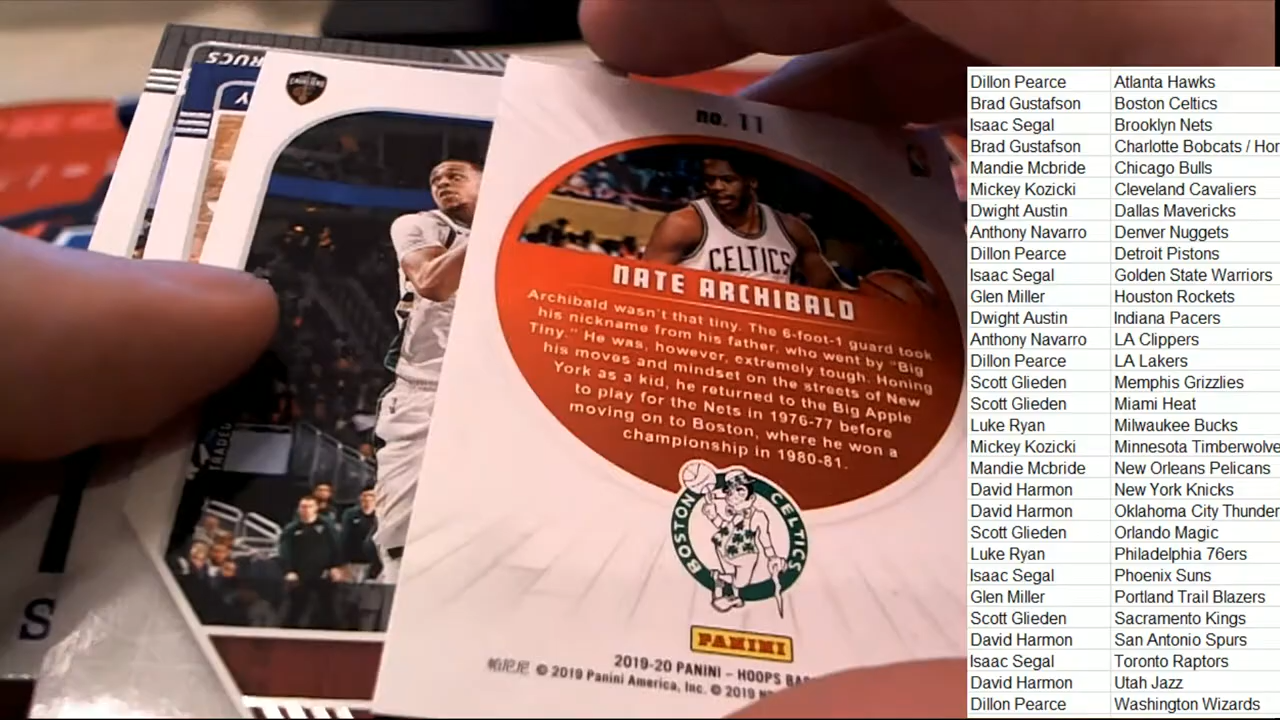 CAVALIERS
TRADED
S
no. 11
CELTICS
NATE ARCHIBALD
Archibald wasn't that tiny. The 6-foot-1 guard took
his nickname from his father, who went by "Big
Tiny." He was, however, extremely tough. Honing
his moves and mindset on the streets of New
York as a kid, he returned to the Big Apple
to play for the Nets in 1976-77 before
moving on to Boston, where he won a
championship in 1980-81.
BOSTON CELTICS
PANINI
2019-20 PANINI – HOOPS
帕尼尼 © 2019 Panini America, Inc. © 2019
Dillon Pearce Atlanta Hawks
Brad Gustafson Boston Celtics
Isaac Segal Brooklyn Nets
Brad Gustafson Charlotte Bobcats / Hor
Mandie Mcbride Chicago Bulls
Mickey Kozicki Cleveland Cavaliers
Dwight Austin Dallas Mavericks
Anthony Navarro Denver Nuggets
Dillon Pearce Detroit Pistons
Isaac Segal Golden State Warriors
Glen Miller Houston Rockets
Dwight Austin Indiana Pacers
Anthony Navarro LA Clippers
Dillon Pearce LA Lakers
Scott Glieden Memphis Grizzlies
Scott Glieden Miami Heat
Luke Ryan Milwaukee Bucks
Mickey Kozicki Minnesota Timberwolve
Mandie Mcbride New Orleans Pelicans
David Harmon New York Knicks
David Harmon Oklahoma City Thunder
Scott Glieden Orlando Magic
Luke Ryan Philadelphia 76ers
Isaac Segal Phoenix Suns
Glen Miller Portland Trail Blazers
Scott Glieden Sacramento Kings
David Harmon San Antonio Spurs
Isaac Segal Toronto Raptors
David Harmon Utah Jazz
Dillon Pearce Washington Wizards